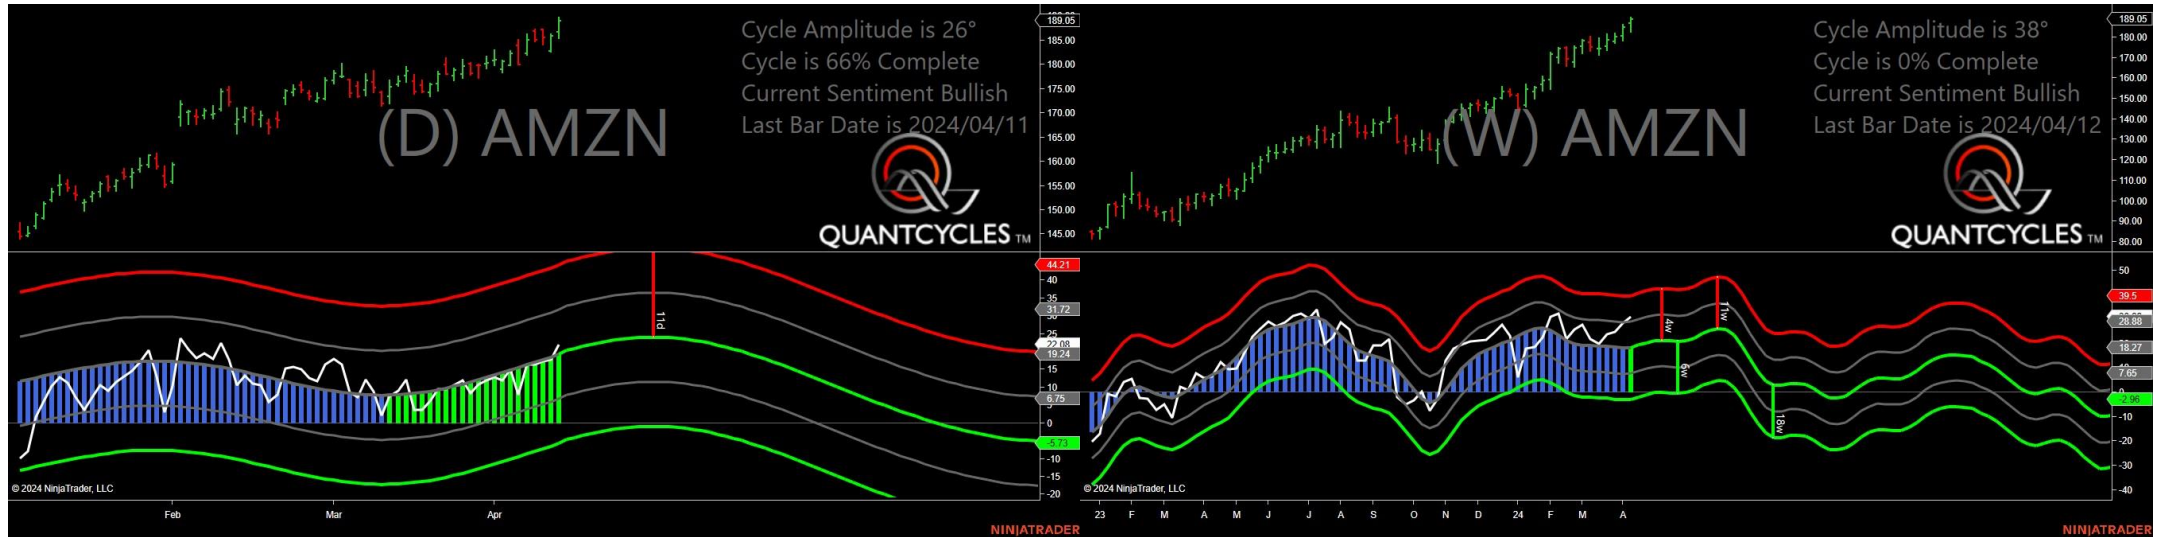 Cycle Amplitude is 26°
Cycle is 66% Complete
Current Sentiment Bullish
Last Bar Date is 2024/04/11
(D) AMZN
QUANTCYCLES TM
189.05
185.00
180.00
175.00
170.00
165.00
160.00
155.00
150.00
145.00
44.21
40
35
31.72
25
22.08
19.24
15
10
6.75
0
-5.73
-10
-15
-20
11d
© 2024 NinjaTrader, LLC
Feb Mar Apr
NINJATRADER
Cycle Amplitude is 38°
Cycle is 0% Complete
Current Sentiment Bullish
Last Bar Date is 2024/04/12
(W) AMZN
QUANTCYCLES TM
189.05
180.00
170.00
160.00
150.00
140.00
130.00
120.00
110.00
100.00
90.00
80.00
50
39.5
28.88
18.27
7.65
0
-2.96
-10
-20
-30
-40
4w
11w
6w
18w
© 2024 NinjaTrader, LLC
23 F M A M J J A S O N D 24 F M A
NINJATRADER